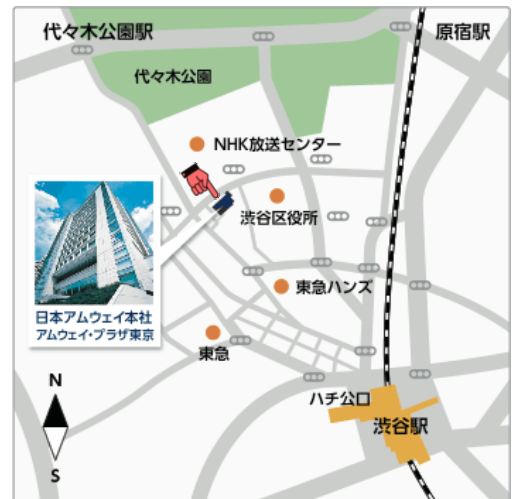 代々木公園駅
原宿駅
代々木公園
NHK放送センター
渋谷区役所
日本アムウェイ本社
アムウェイ・プラザ東京
東急ハンズ
東急
N
S
ハチ公口
渋谷駅